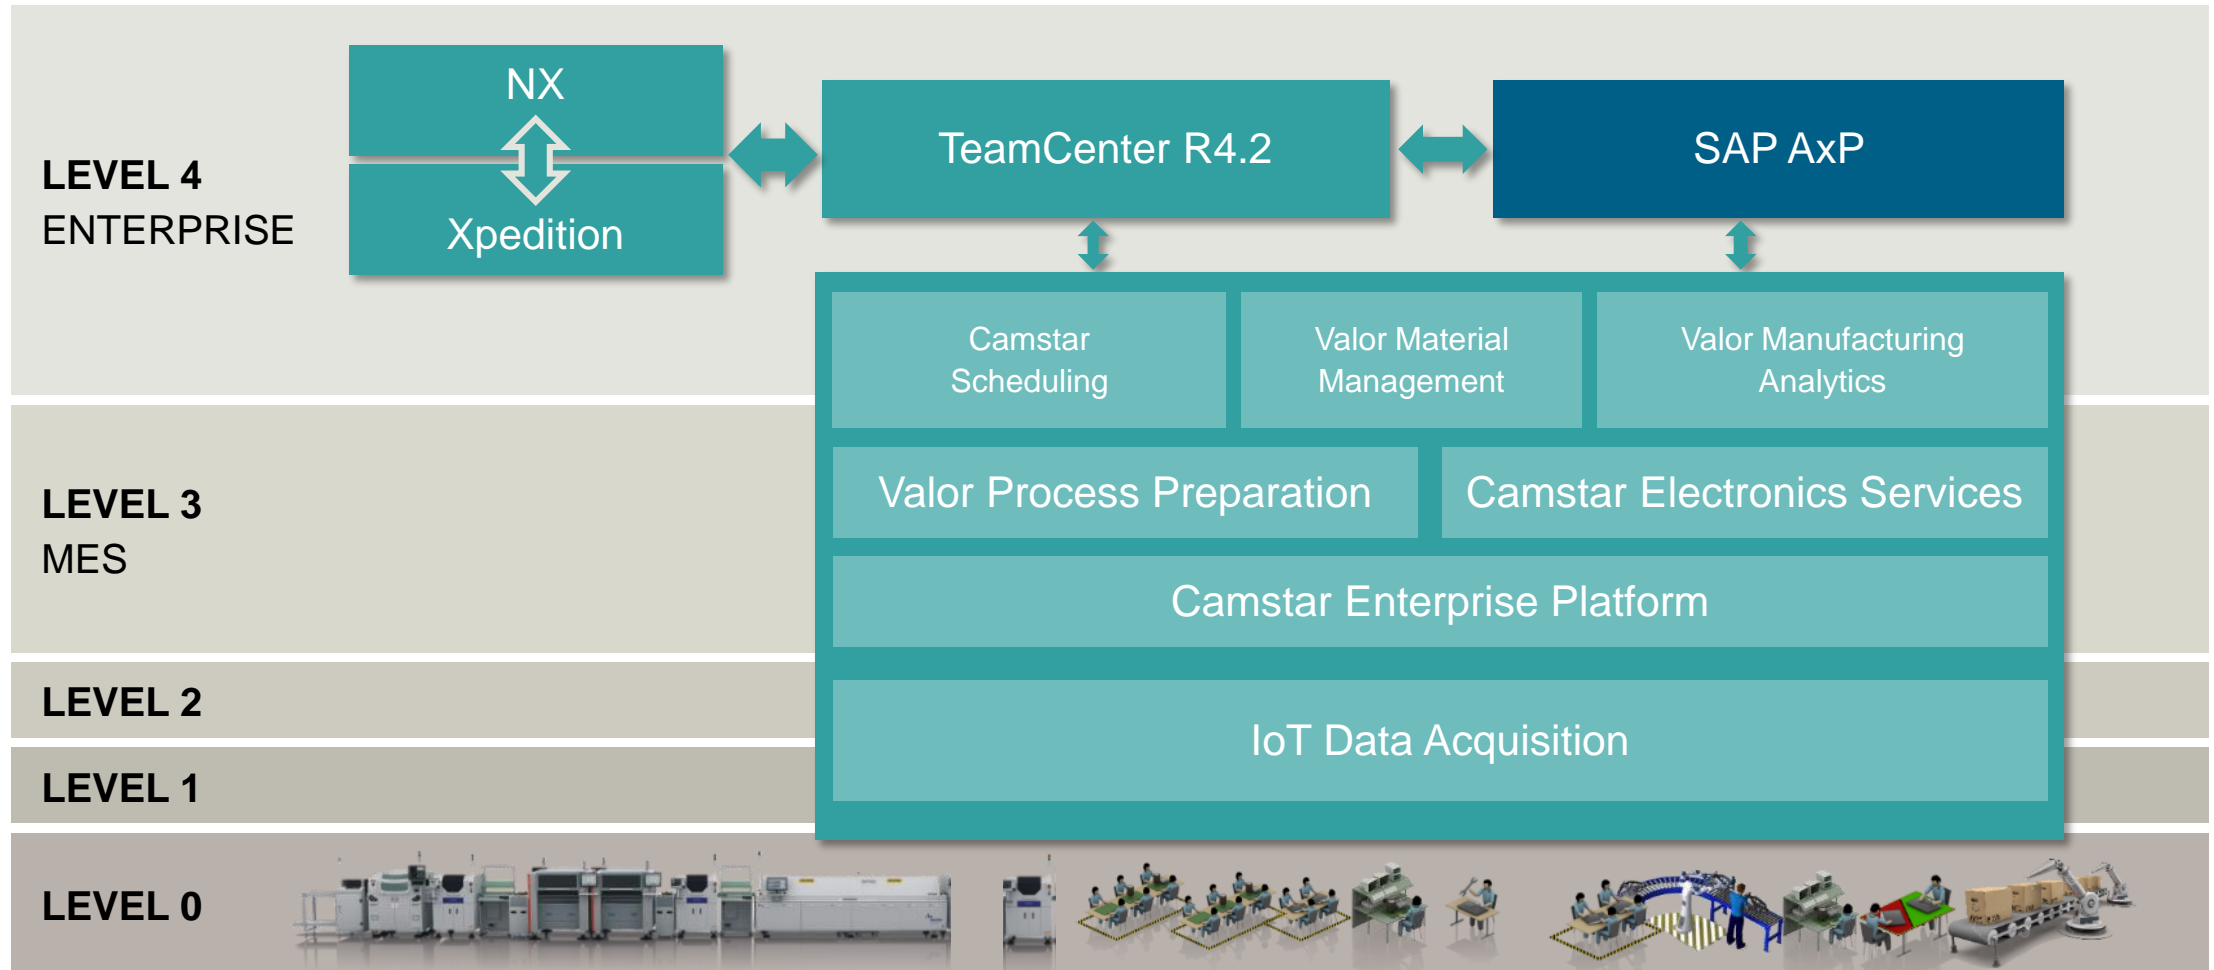 NX
TeamCenter R4.2
SAP AxP
LEVEL 4
ENTERPRISE
Xpedition
Camstar
Scheduling
Valor Material
Management
Valor Manufacturing
Analytics
LEVEL 3
MES
Valor Process Preparation
Camstar Electronics Services
Camstar Enterprise Platform
LEVEL 2
IoT Data Acquisition
LEVEL 1
LEVEL 0